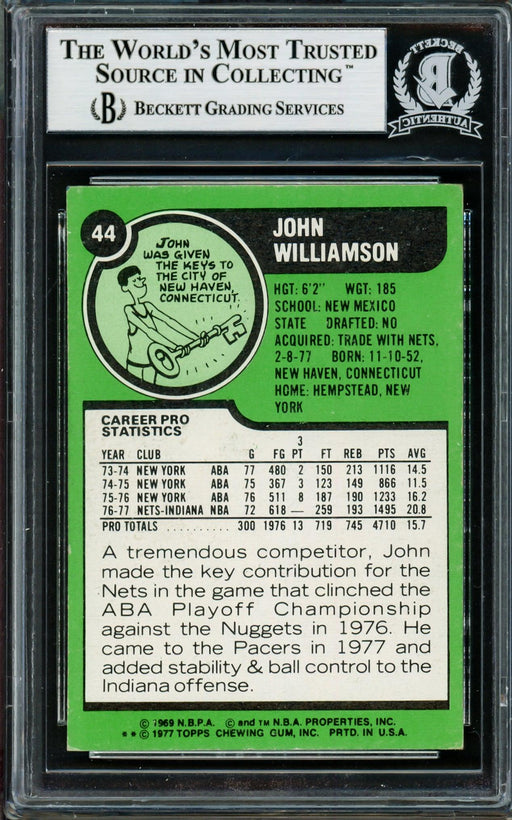 THE WORLD'S MOST TRUSTED
SOURCE IN COLLECTING™
B BECKETT GRADING SERVICES
BECKETT
B
AUTHENTIC
44
JOHN
WAS GIVEN
THE KEYS TO
THE CITY OF
NEW HAVEN,
CONNECTICUT.
JOHN
WILLIAMSON
HGT: 6'2" WGT: 185
SCHOOL: NEW MEXICO
STATE DRAFTED: NO
ACQUIRED: TRADE WITH NETS,
2-8-77 BORN: 11-10-52,
NEW HAVEN, CONNECTICUT
HOME: HEMPSTEAD, NEW
YORK
CAREER PRO
STATISTICS
3
YEAR CLUB G FG PT FT REB PTS AVG
73-74 NEW YORK ABA 77 480 2 150 213 1116 14.5
74-75 NEW YORK ABA 75 367 3 123 149 866 11.5
75-76 NEW YORK ABA 76 511 8 187 190 1233 16.2
76-77 NETS-INDIANA NBA 72 618 — 259 193 1495 20.8
PRO TOTALS .......... 300 1976 13 719 745 4710 15.7
A tremendous competitor, John
made the key contribution for the
Nets in the game that clinched the
ABA Playoff Championship
against the Nuggets in 1976. He
came to the Pacers in 1977 and
added stability & ball control to the
Indiana offense.
© 1969 N.B.P.A. © and TM N.B.A. PROPERTIES, INC.
* * © 1977 TOPPS CHEWING GUM, INC. PRTD. IN U.S.A.